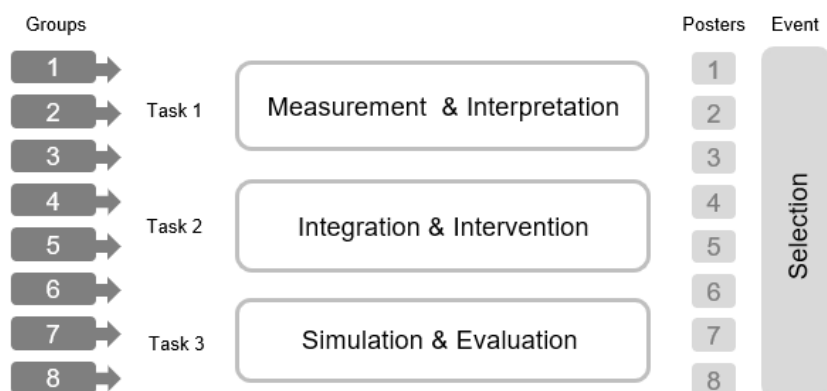 Groups
Posters
Event
1
2
3
4
5
6
7
8
Task 1
Measurement & Interpretation
Task 2
Integration & Intervention
Task 3
Simulation & Evaluation
1
2
3
4
5
6
7
8
Selection